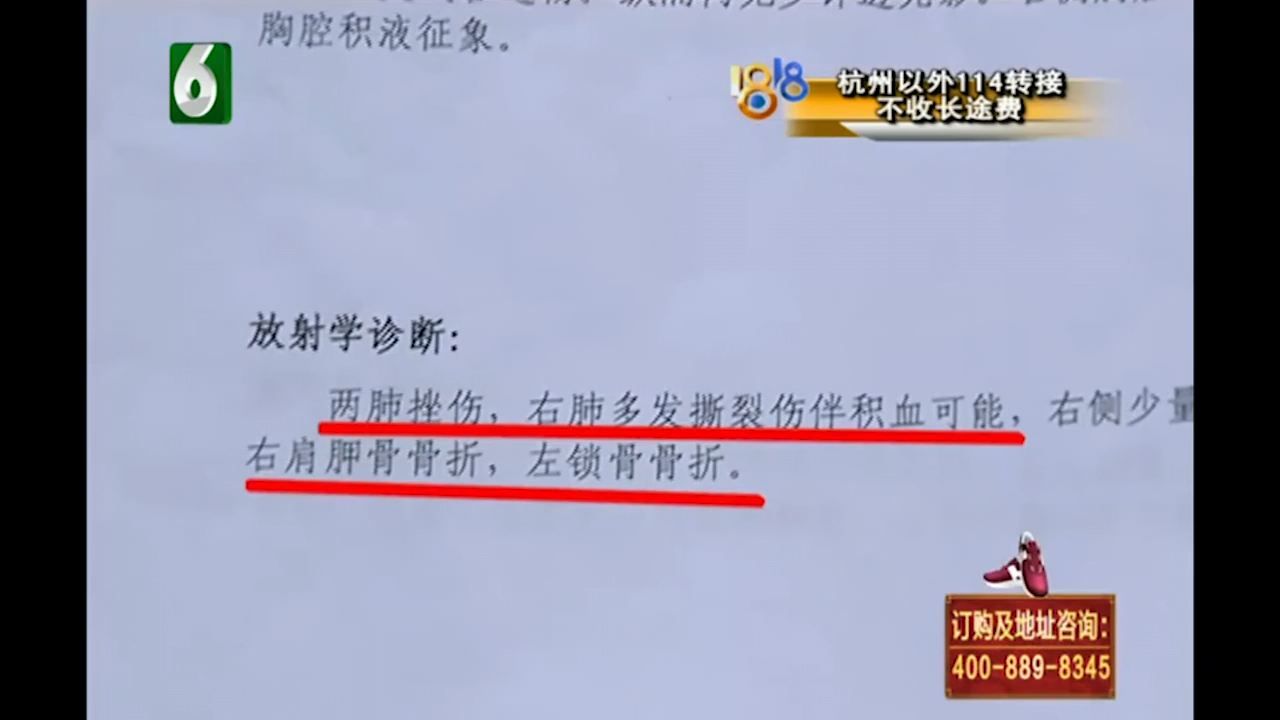 胸腔积液征象。
6
1818
杭州以外114转接
不收长途费
放射学诊断:
两肺挫伤，右肺多发撕裂伤伴积血可能，右侧少量
右肩胛骨骨折，左锁骨骨折。
订购及地址咨询:
400-889-8345